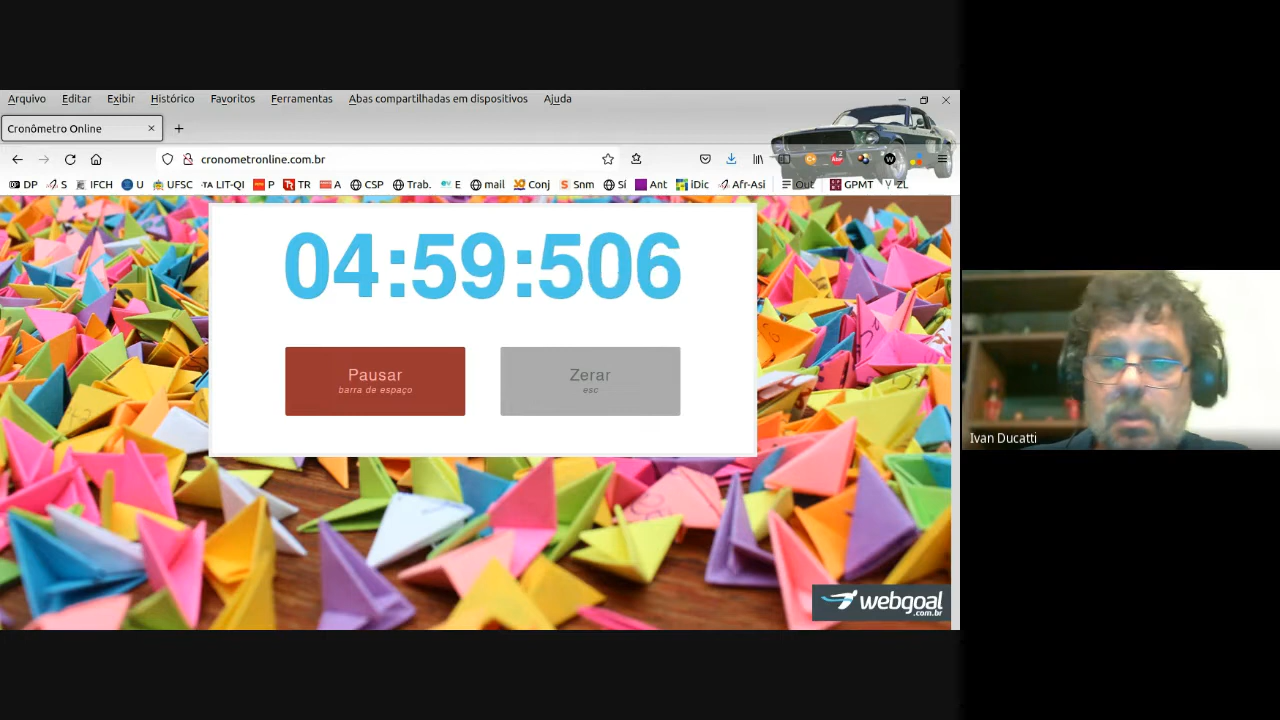 Arquivo Editar Exibir Histórico Favoritos Ferramentas Abas compartilhadas em dispositivos Ajuda
Cronômetro Online
cronometronline.com.br
DP S IFCH U UFSC LIT-QI P TR A CSP Trab. E mail Conj Snm Sí Ant iDic Afr-Asi Out GPMT ZL
04:59:506
Pausar
barra de espaço
Zerar
esc
Ivan Ducatti
webgoal
.com.br